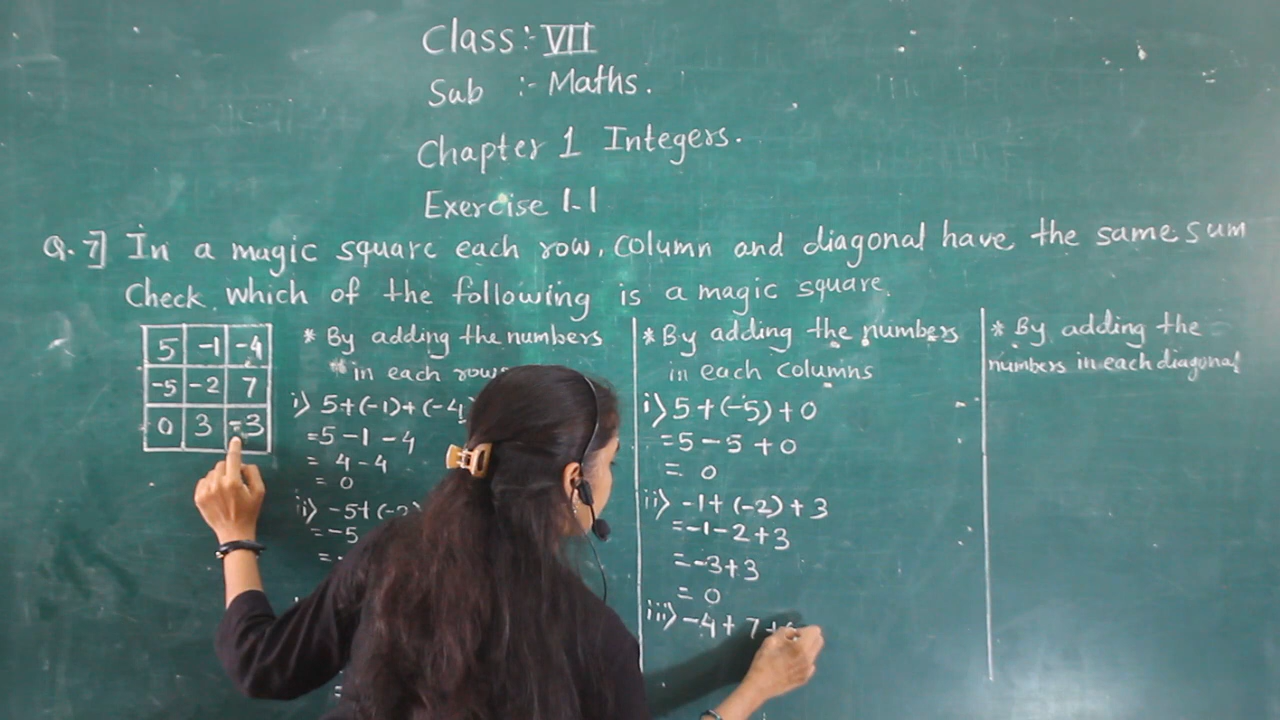 Class :- VII
Sub :- Maths.
Chapter 1 Integers.
Exercise 1.1
Q. 7] In a magic square each row, column and diagonal have the same sum
Check which of the following is a magic square.
5 -1 -4
-5 -2 7
0 3 -3
* By adding the numbers
in each rows
i) 5+(-1)+(-4)
=5-1-4
= 4-4
= 0
ii) -5+(-2)
= -5
= -
=
* By adding the numbers
in each columns
i) 5+(-5)+0
=5-5+0
= 0
ii) -1+(-2)+3
=-1-2+3
=-3+3
= 0
iii) -4+7+(
* By adding the
numbers in each diagonal